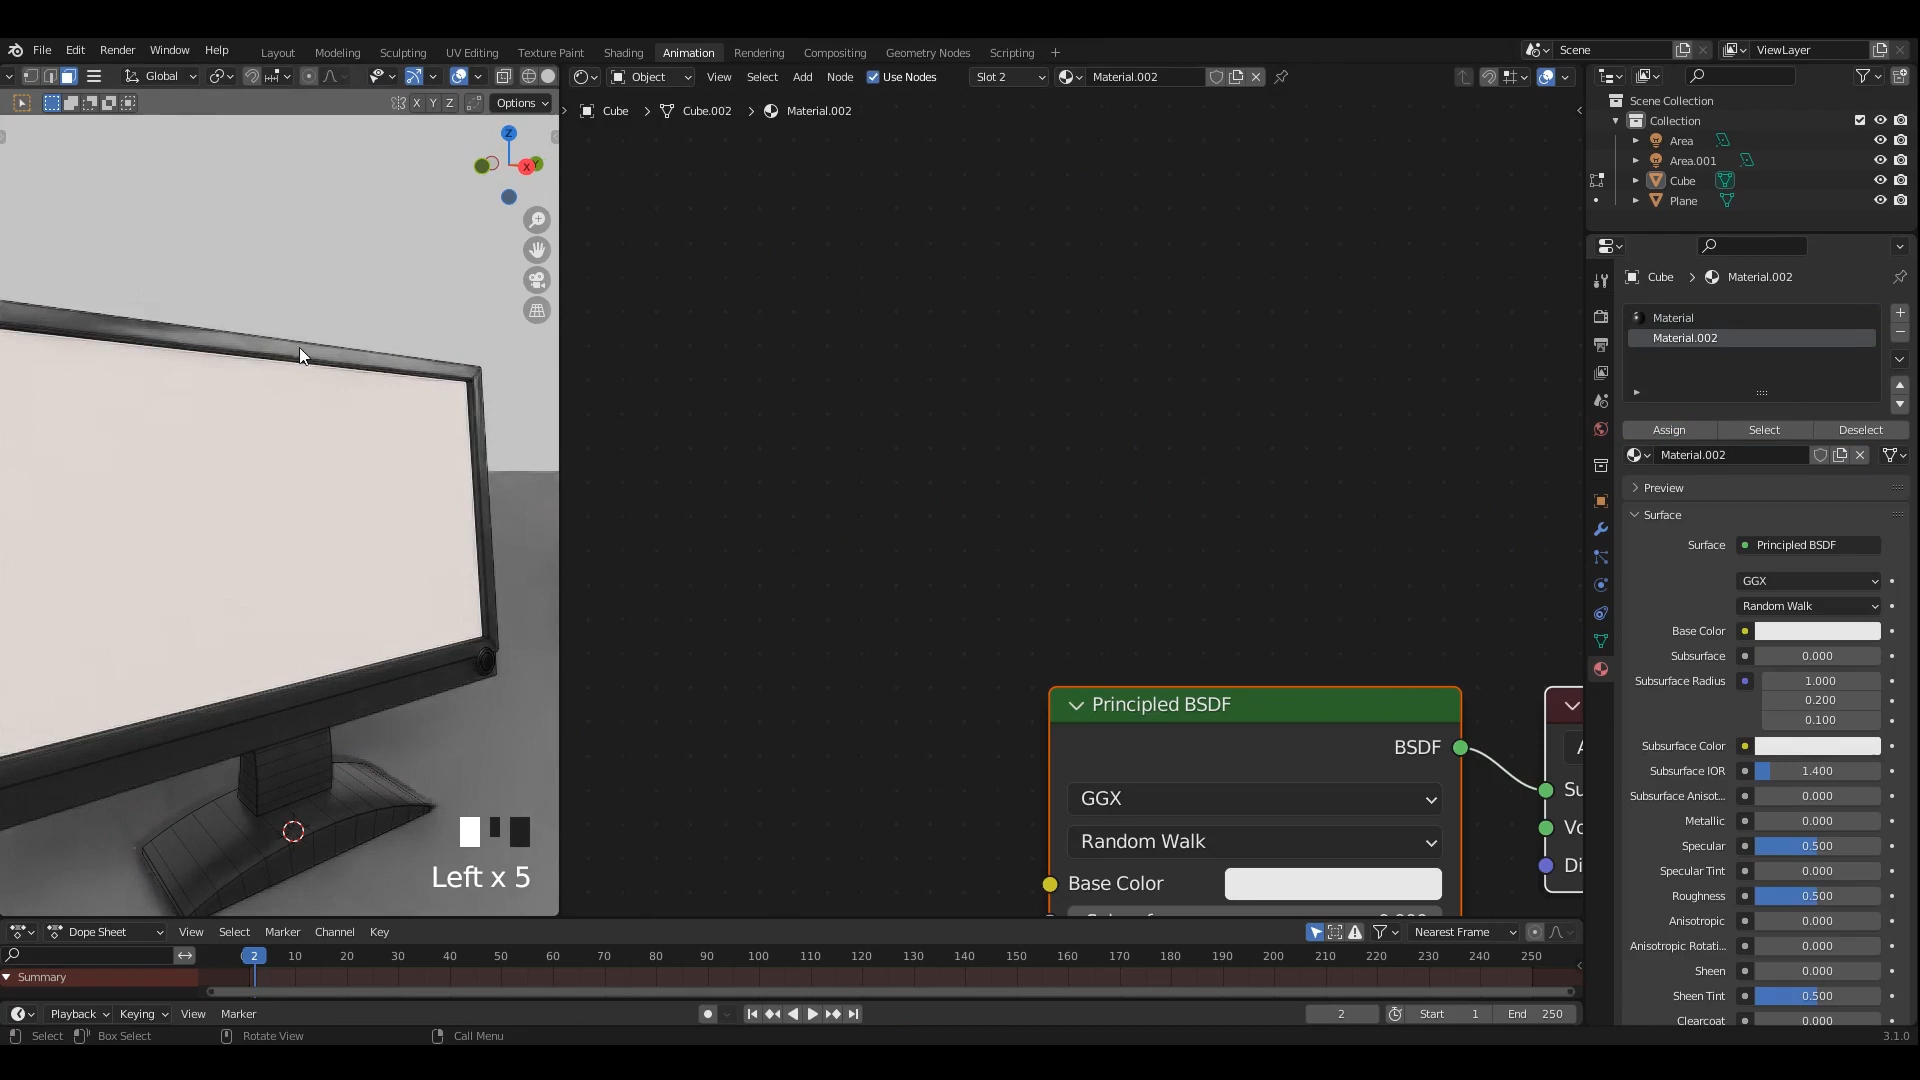 File Edit Render Window Help Layout Modeling Sculpting UV Editing Texture Paint Shading Animation Rendering Compositing Geometry Nodes Scripting + Scene ViewLayer
Global Object View Select Add Node Use Nodes Slot 2 Material.002
X Y Z Options
Cube > Cube.002 > Material.002
Scene Collection
Collection
Area
Area.001
Cube
Plane
Z
Y
X
Cube > Material.002
Material
Material.002
Assign Select Deselect
Material.002
Preview
Surface
Surface Principled BSDF
GGX
Random Walk
Base Color
Subsurface 0.000
Subsurface Radius 1.000
0.200
0.100
Subsurface Color
Subsurface IOR 1.400
Subsurface Anisot... 0.000
Metallic 0.000
Specular 0.500
Specular Tint 0.000
Roughness 0.500
Anisotropic 0.000
Anisotropic Rotati... 0.000
Sheen 0.000
Sheen Tint 0.500
Clearcoat 0.000
Principled BSDF
BSDF
GGX
Random Walk
Base Color
Su
Vo
Di
Left x 5
Dope Sheet View Select Marker Channel Key Nearest Frame
2 10 20 30 40 50 60 70 80 90 100 110 120 130 140 150 160 170 180 190 200 210 220 230 240 250
Summary
Playback Keying View Marker 2 Start 1 End 250
Select Box Select Rotate View Call Menu 3.1.0